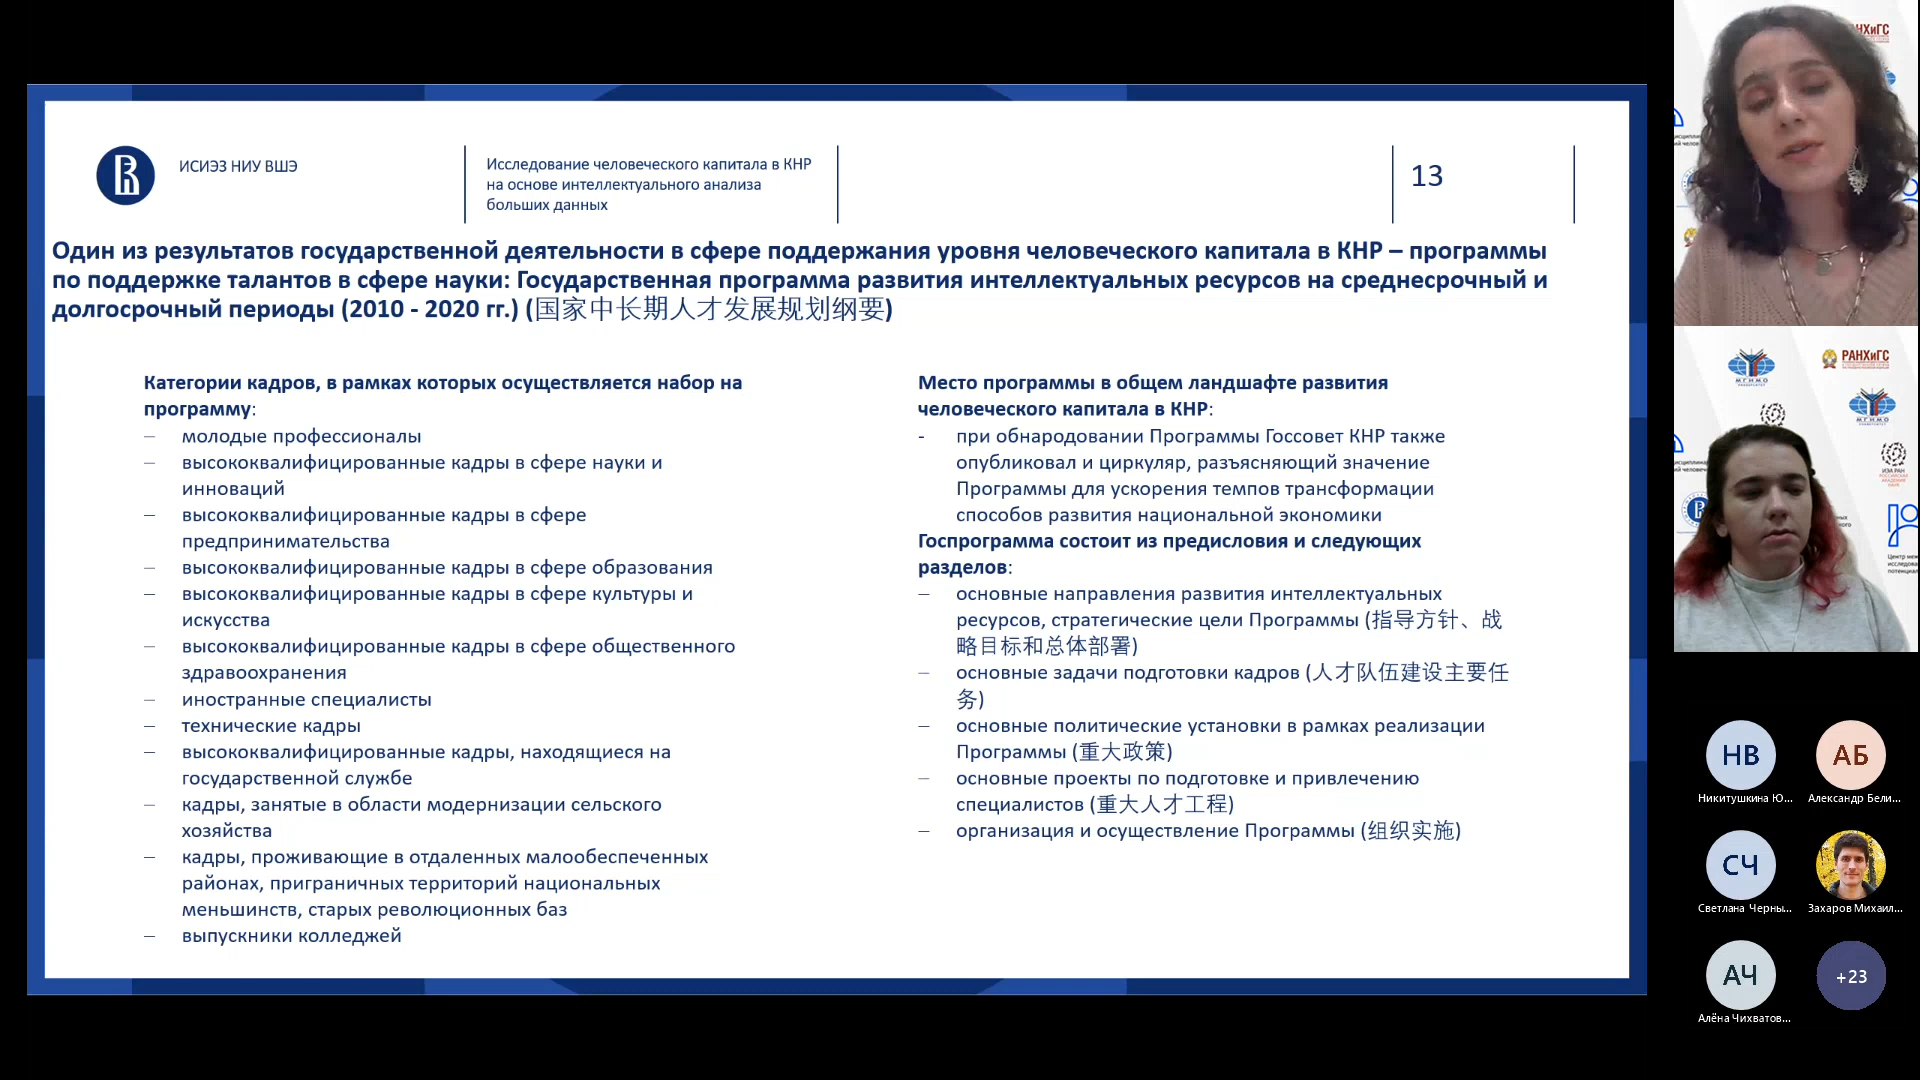 ИСИЭЗ НИУ ВШЭ
Исследование человеческого капитала в КНР
на основе интеллектуального анализа
больших данных
13
Один из результатов государственной деятельности в сфере поддержания уровня человеческого капитала в КНР – программы
по поддержке талантов в сфере науки: Государственная программа развития интеллектуальных ресурсов на среднесрочный и
долгосрочный периоды (2010 - 2020 гг.) (国家中长期人才发展规划纲要)
Категории кадров, в рамках которых осуществляется набор на
программу:
– молодые профессионалы
– высококвалифицированные кадры в сфере науки и
инноваций
– высококвалифицированные кадры в сфере
предпринимательства
– высококвалифицированные кадры в сфере образования
– высококвалифицированные кадры в сфере культуры и
искусства
– высококвалифицированные кадры в сфере общественного
здравоохранения
– иностранные специалисты
– технические кадры
– высококвалифицированные кадры, находящиеся на
государственной службе
– кадры, занятые в области модернизации сельского
хозяйства
– кадры, проживающие в отдаленных малообеспеченных
районах, приграничных территорий национальных
меньшинств, старых революционных баз
– выпускники колледжей
Место программы в общем ландшафте развития
человеческого капитала в КНР:
- при обнародовании Программы Госсовет КНР также
опубликовал и циркуляр, разъясняющий значение
Программы для ускорения темпов трансформации
способов развития национальной экономики
Госпрограмма состоит из предисловия и следующих
разделов:
– основные направления развития интеллектуальных
ресурсов, стратегические цели Программы (指导方针、战
略目标和总体部署)
– основные задачи подготовки кадров (人才队伍建设主要任
务)
– основные политические установки в рамках реализации
Программы (重大政策)
– основные проекты по подготовке и привлечению
специалистов (重大人才工程)
– организация и осуществление Программы (组织实施)
РАНХиГС
МГИМО
МГИМО
ИЭА РАН
НВ
Никитушкина Ю...
АБ
Александр Бели...
СЧ
Светлана Черны...
Захаров Михаил...
АЧ
Алёна Чихватов...
+23